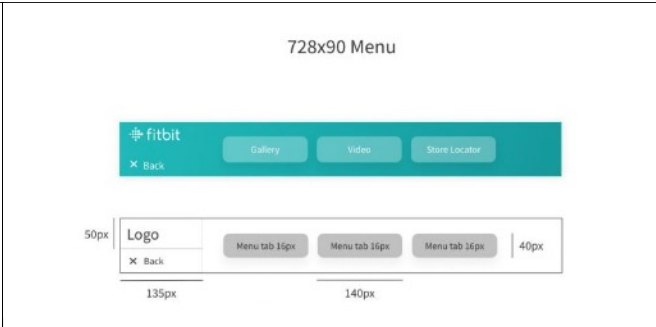 728x90 Menu
fitbit
Gallery Video Store Locator
× Back
50px Logo
Menu tab 16px Menu tab 16px Menu tab 16px 40px
× Back
135px 140px